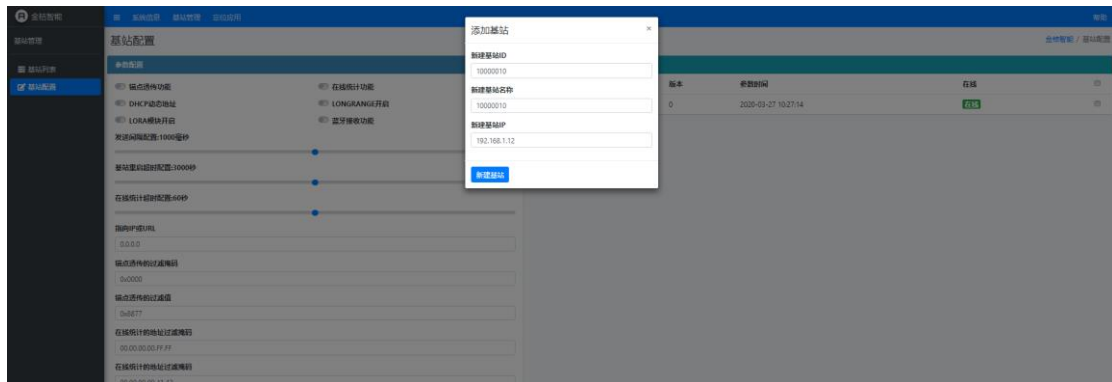 金桔智能
系统信息 基站管理 定位应用
帮助
基站管理
基站列表
基站配置
基站配置
金桔智能 / 基站配置
参数配置
锚点透传功能
在线统计功能
DHCP动态地址
LONGRANGE开启
LORA模块开启
蓝牙接收功能
发送间隔配置:1000毫秒
基站重启超时配置:3000秒
在线统计超时配置:60秒
指向IP或URL
0.0.0.0
锚点透传的过滤掩码
0x0000
锚点透传的过滤值
0x6677
在线统计的地址过滤掩码
00.00.00.00.FF.FF
在线统计的地址过滤掩码
添加基站
×
新建基站ID
10000010
新建基站名称
10000010
新建基站IP
192.168.1.12
新建基站
版本 参数时间 在线
0 2020-03-27 10:27:14 在线